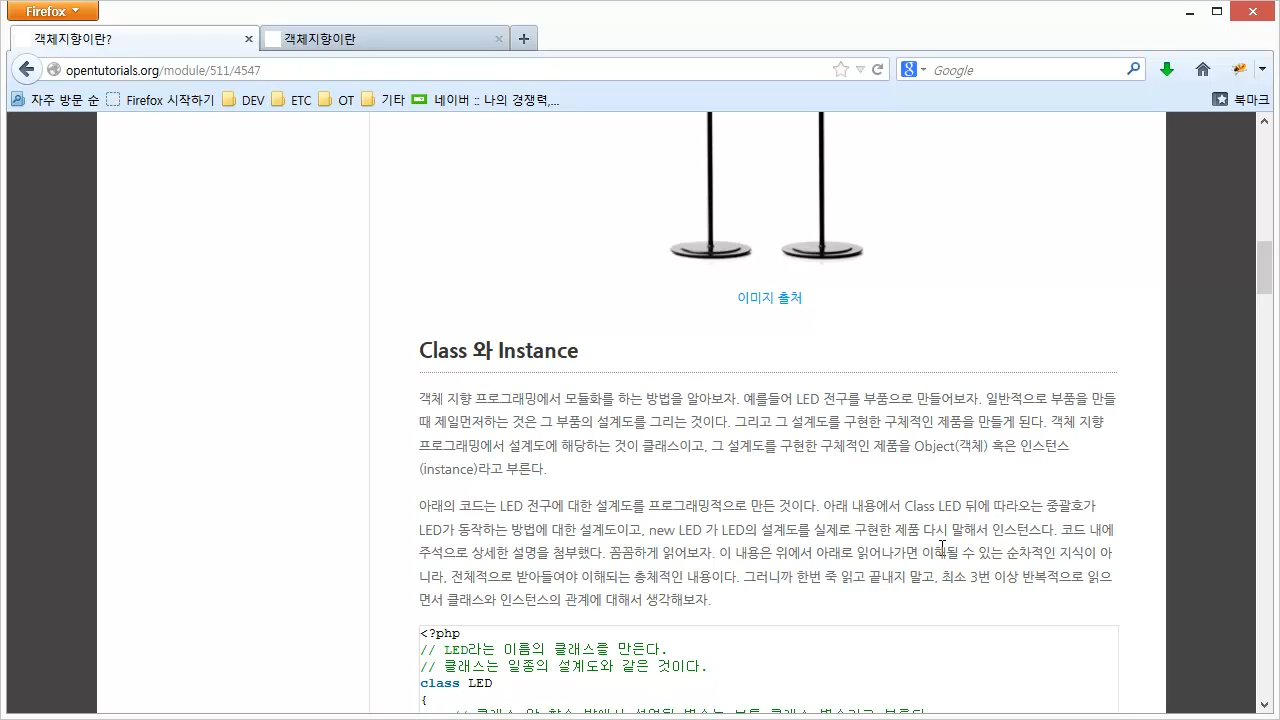 Firefox
객체지향이란?
객체지향이란
opentutorials.org/module/511/4547
Google
자주 방문 순 Firefox 시작하기 DEV ETC OT 기타 네이버 :: 나의 경쟁력,... 북마크
이미지 출처
Class 와 Instance
객체 지향 프로그래밍에서 모듈화를 하는 방법을 알아보자. 예를들어 LED 전구를 부품으로 만들어보자. 일반적으로 부품을 만들
때 제일먼저하는 것은 그 부품의 설계도를 그리는 것이다. 그리고 그 설계도를 구현한 구체적인 제품을 만들게 된다. 객체 지향
프로그래밍에서 설계도에 해당하는 것이 클래스이고, 그 설계도를 구현한 구체적인 제품을 Object(객체) 혹은 인스턴스
(instance)라고 부른다.
아래의 코드는 LED 전구에 대한 설계도를 프로그래밍적으로 만든 것이다. 아래 내용에서 Class LED 뒤에 따라오는 중괄호가
LED가 동작하는 방법에 대한 설계도이고, new LED 가 LED의 설계도를 실제로 구현한 제품 다시 말해서 인스턴스다. 코드 내에
주석으로 상세한 설명을 첨부했다. 꼼꼼하게 읽어보자. 이 내용은 위에서 아래로 읽어나가면 이해될 수 있는 순차적인 지식이 아
니라, 전체적으로 받아들여야 이해되는 총체적인 내용이다. 그러니까 한번 쭉 읽고 끝내지 말고, 최소 3번 이상 반복적으로 읽으
면서 클래스와 인스턴스의 관계에 대해서 생각해보자.
<?php
// LED라는 이름의 클래스를 만든다.
// 클래스는 일종의 설계도와 같은 것이다.
class LED
{